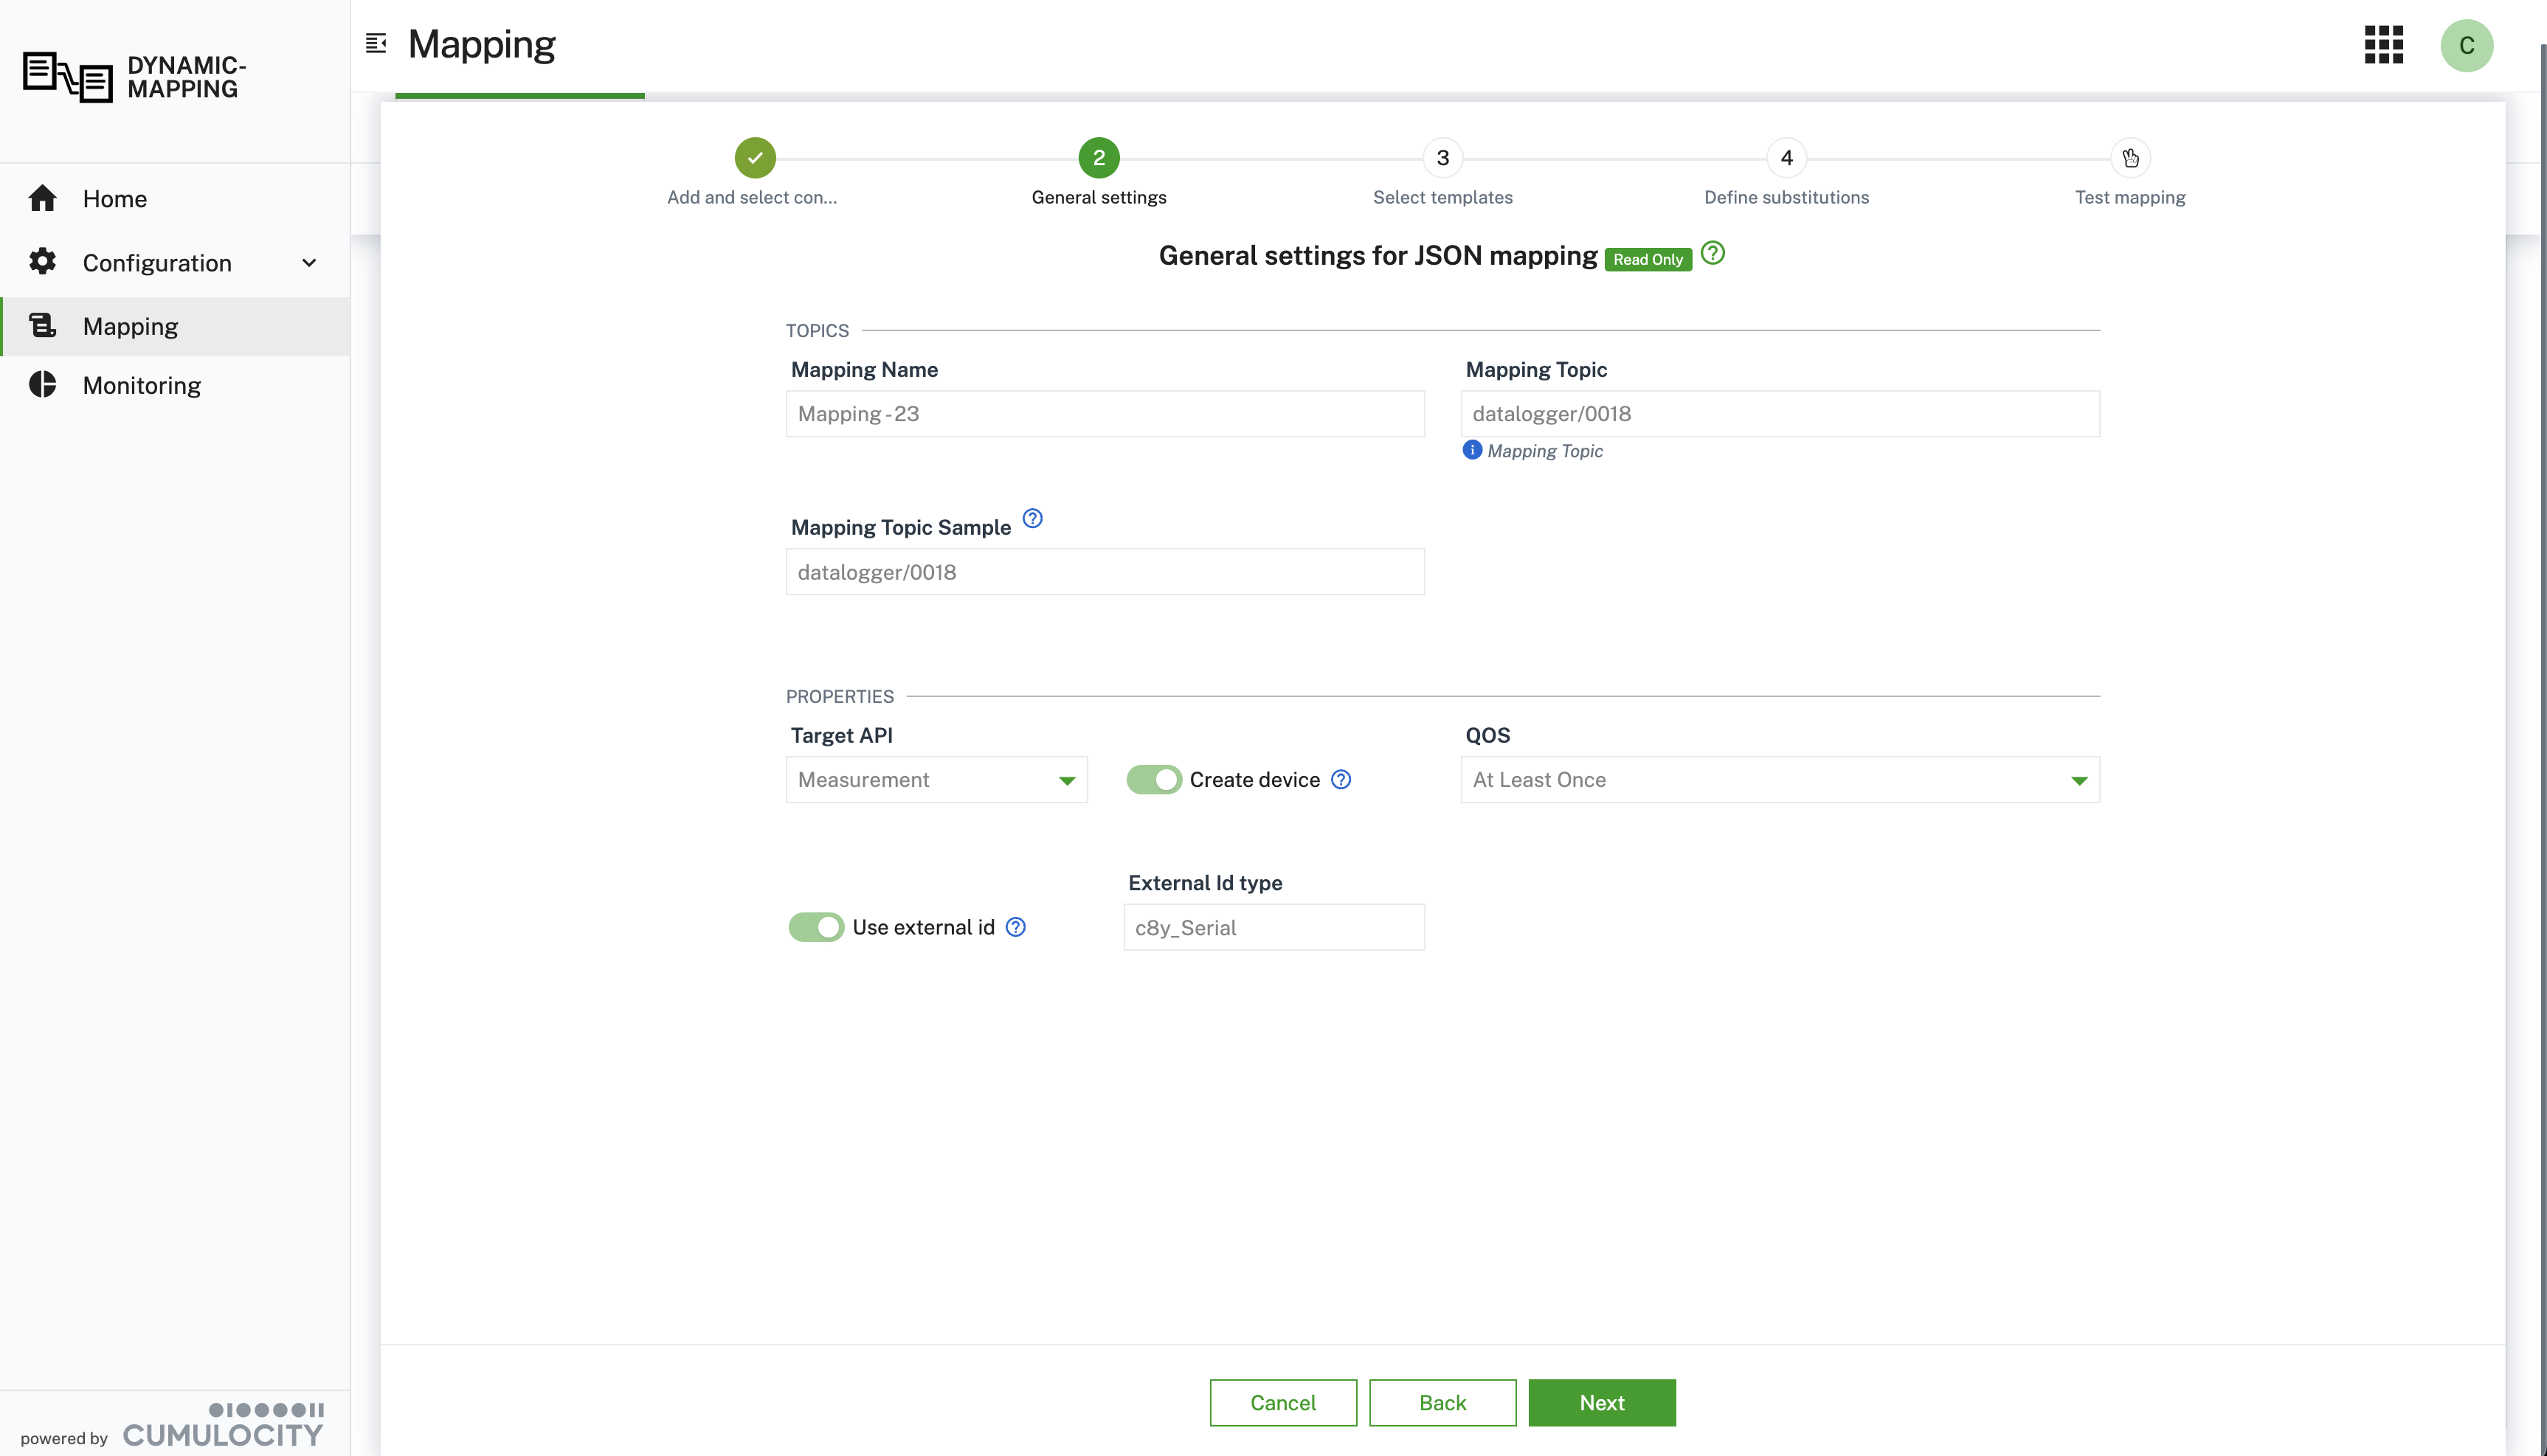 DYNAMIC-
MAPPING
Mapping
C
Home
Configuration
Mapping
Monitoring
2
3
4
Add and select con...
General settings
Select templates
Define substitutions
Test mapping
General settings for JSON mapping Read Only ?
TOPICS
Mapping Name
Mapping - 23
Mapping Topic
datalogger/0018
i Mapping Topic
Mapping Topic Sample ?
datalogger/0018
PROPERTIES
Target API
Measurement
Create device ?
QOS
At Least Once
Use external id ?
External Id type
c8y_Serial
Cancel
Back
Next
powered by CUMULOCITY